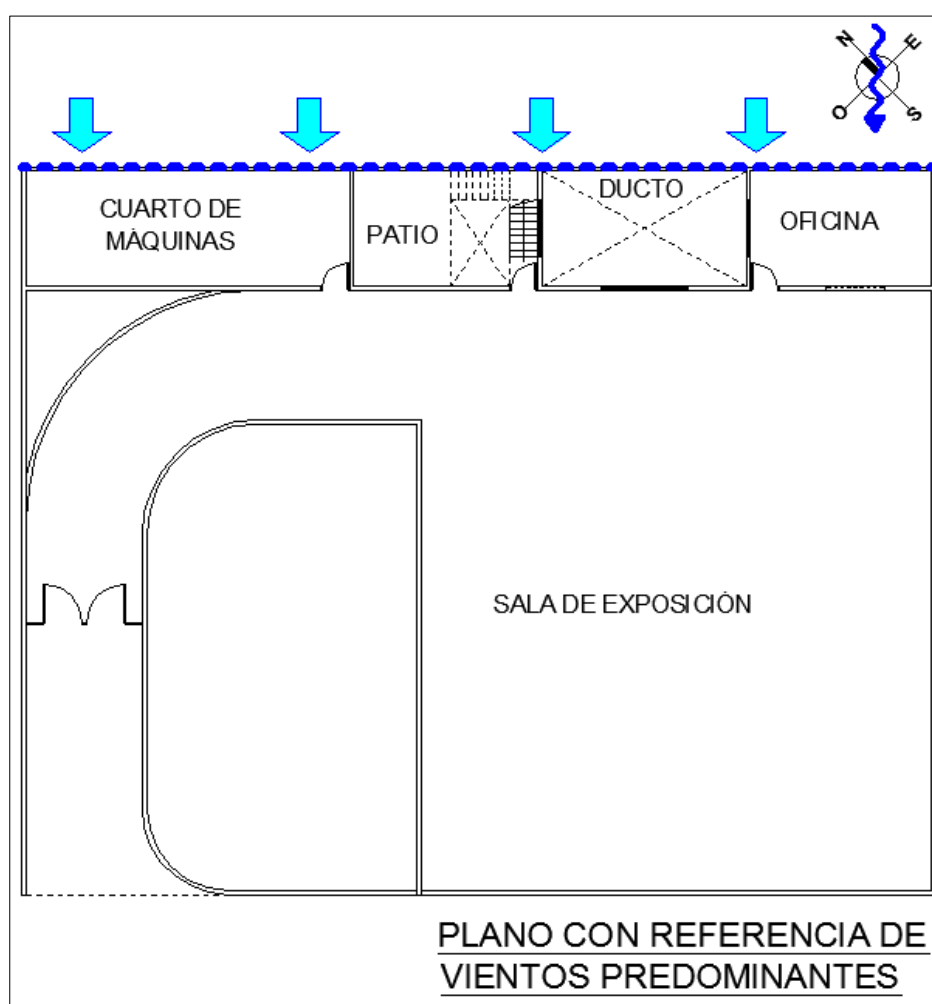 N
E
O
S
CUARTO DE
MÁQUINAS
PATIO
DUCTO
OFICINA
SALA DE EXPOSICIÓN
PLANO CON REFERENCIA DE
VIENTOS PREDOMINANTES